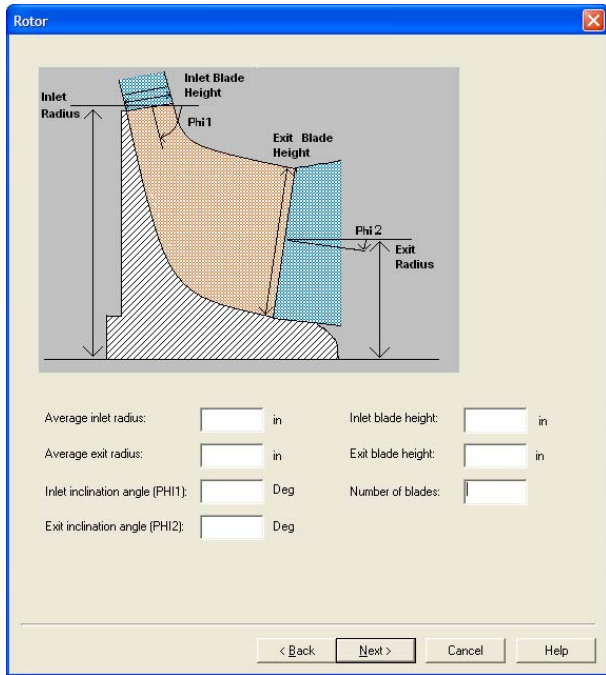 Rotor
Inlet Blade
Height
Inlet
Radius
Phi1
Exit Blade
Height
Phi2
Exit
Radius
Average inlet radius: in
Inlet blade height: in
Average exit radius: in
Exit blade height: in
Inlet inclination angle (PHI1): Deg
Number of blades:
Exit inclination angle (PHI2): Deg
< Back
Next >
Cancel
Help